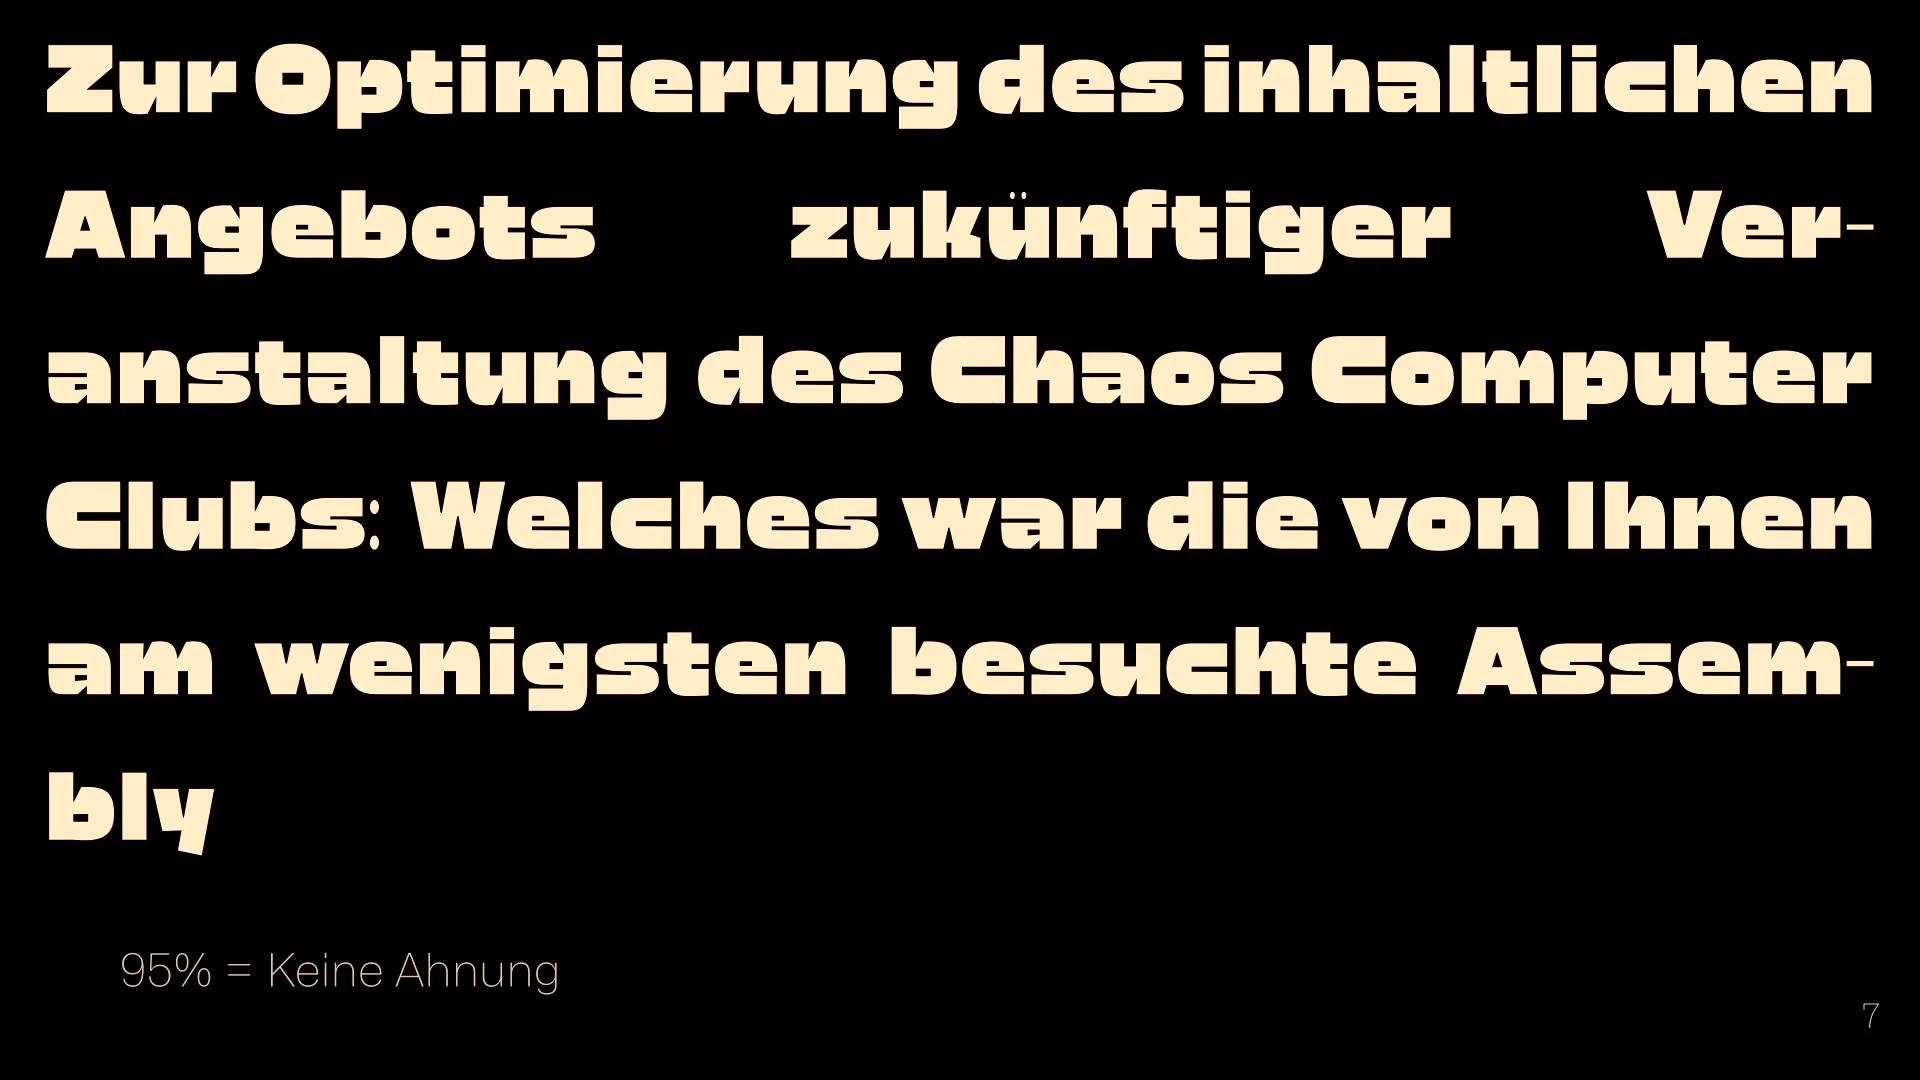 Zur Optimierung des inhaltlichen
Angebots zukünftiger Ver-
anstaltung des Chaos Computer
Clubs: Welches war die von Ihnen
am wenigsten besuchte Assem-
bly
95% = Keine Ahnung
7